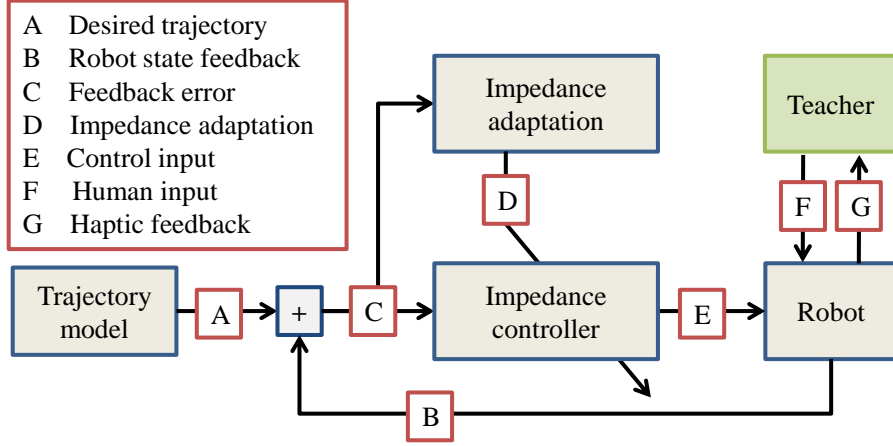 A Desired trajectory
B Robot state feedback
C Feedback error
D Impedance adaptation
E Control input
F Human input
G Haptic feedback
Impedance
adaptation
Teacher
D
F
G
Trajectory
model
A
+
C
Impedance
controller
E
Robot
B